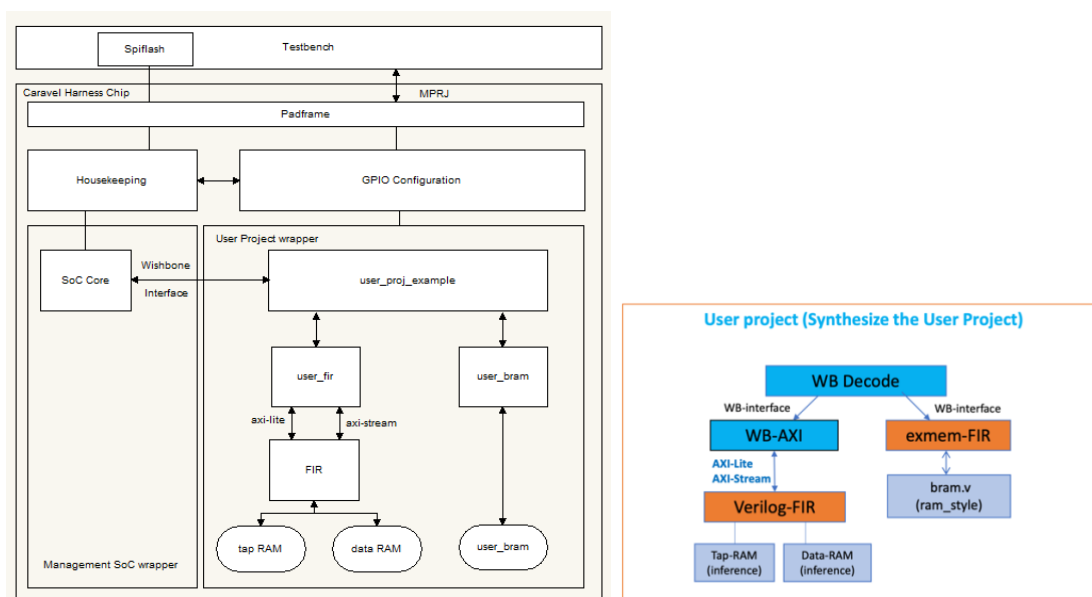 Spiflash
Testbench
Caravel Harness Chip
MPRJ
Padframe
Housekeeping
GPIO Configuration
User Project wrapper
SoC Core
Wishbone
Interface
user_proj_example
user_fir
user_bram
axi-lite
axi-stream
FIR
tap RAM
data RAM
user_bram
Management SoC wrapper
User project (Synthesize the User Project)
WB Decode
WB-interface
WB-interface
WB-AXI
exmem-FIR
AXI-Lite
AXI-Stream
bram.v
(ram_style)
Verilog-FIR
Tap-RAM
(inference)
Data-RAM
(inference)